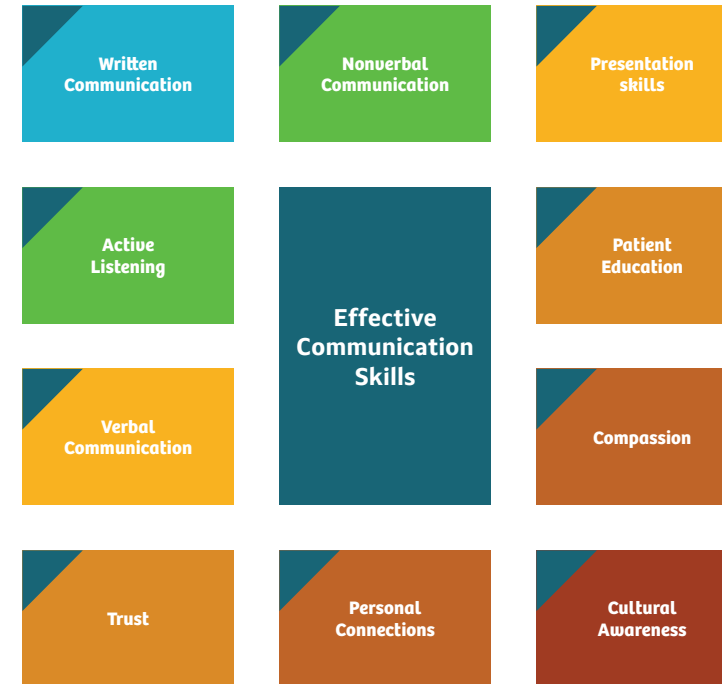 Written
Communication
Nonverbal
Communication
Presentation
skills
Active
Listening
Effective
Communication
Skills
Patient
Education
Verbal
Communication
Compassion
Trust
Personal
Connections
Cultural
Awareness